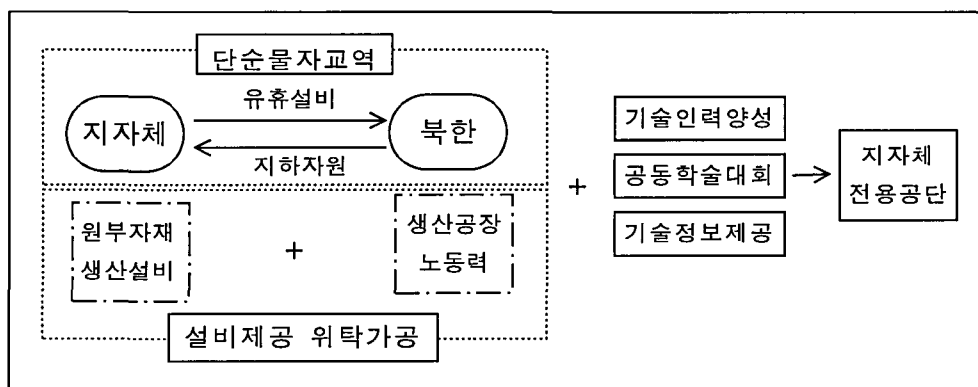 단순물자교역
유휴설비
지자체
북한
지하자원
원부자재
생산설비
+
생산공장
노동력
설비제공 위탁가공
+
기술인력양성
공동학술대회
기술정보제공
지자체
전용공단